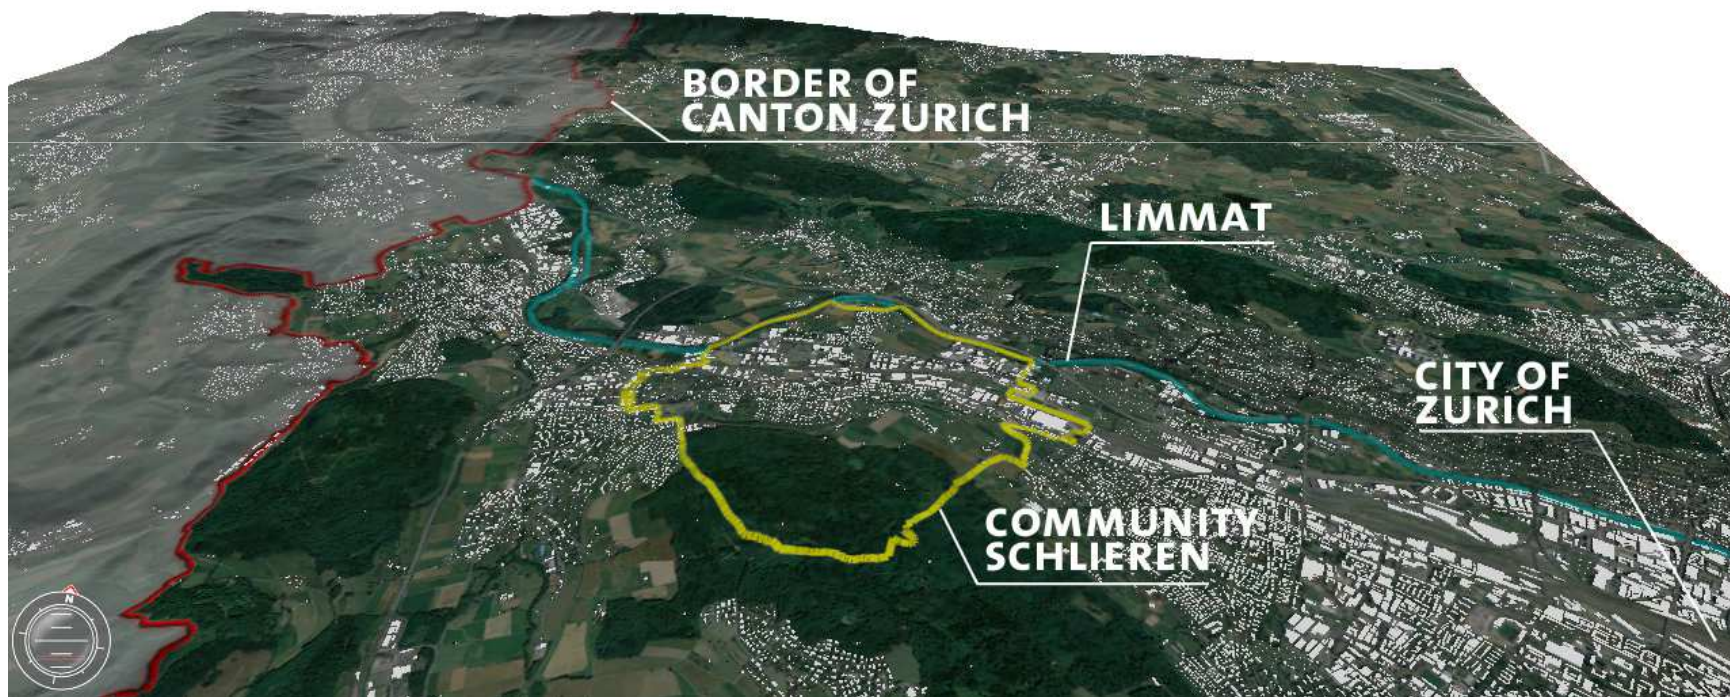 BORDER OF
CANTON ZURICH
LIMMAT
CITY OF
ZURICH
COMMUNITY
SCHLIEREN
N